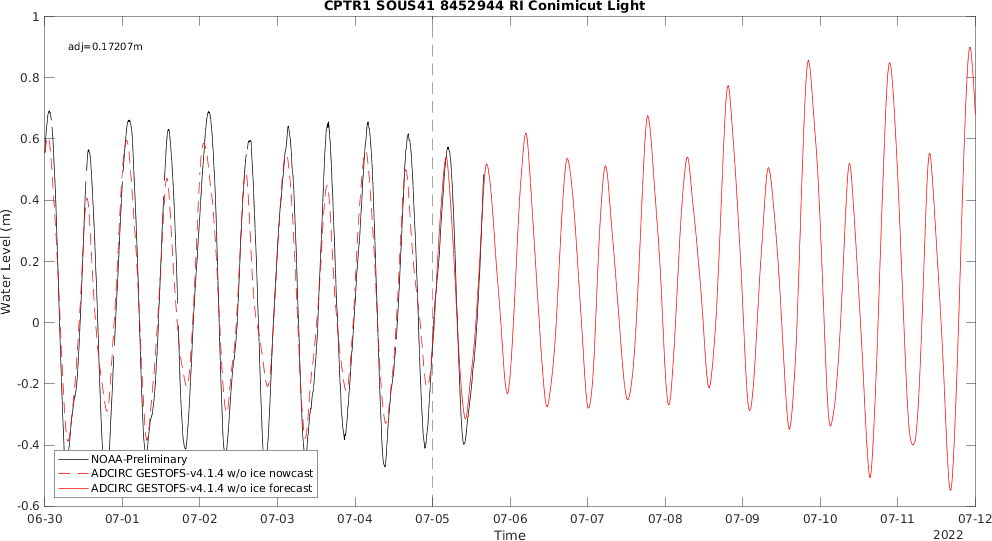 CPTR1 SOUS41 8452944 RI Conimicut Light
1
adj=0.17207m
0.8
0.6
0.4
0.2
0
-0.2
-0.4
-0.6
Water Level (m)
NOAA-Preliminary
ADCIRC GESTOFS-v4.1.4 w/o ice nowcast
ADCIRC GESTOFS-v4.1.4 w/o ice forecast
06-30 07-01 07-02 07-03 07-04 07-05 07-06 07-07 07-08 07-09 07-10 07-11 07-12
Time
2022